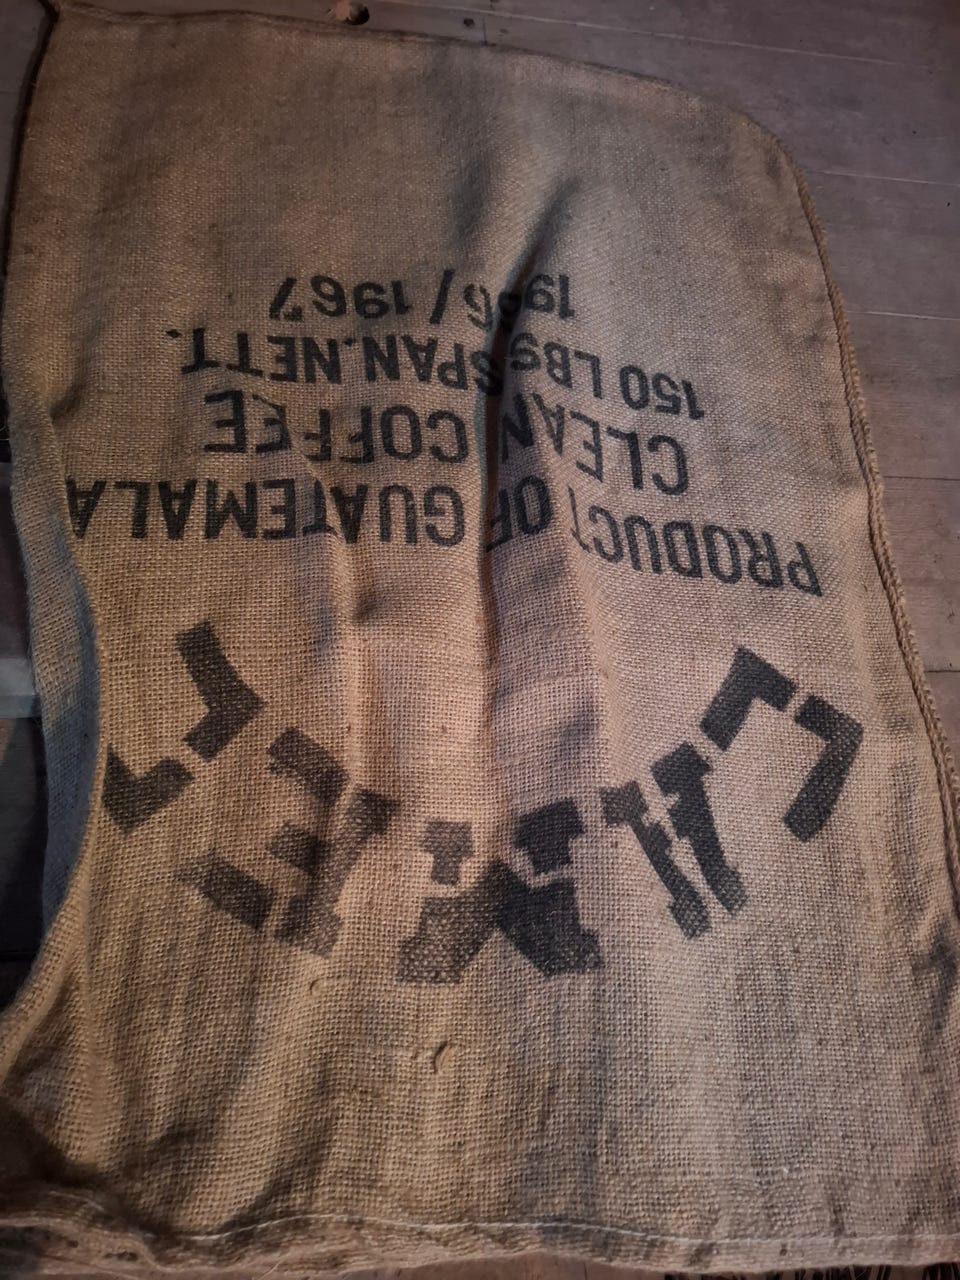 PRODUCT OF GUATEMALA
CLEAN COFFEE
150 LBS SPAN.NETT.
1966/1967